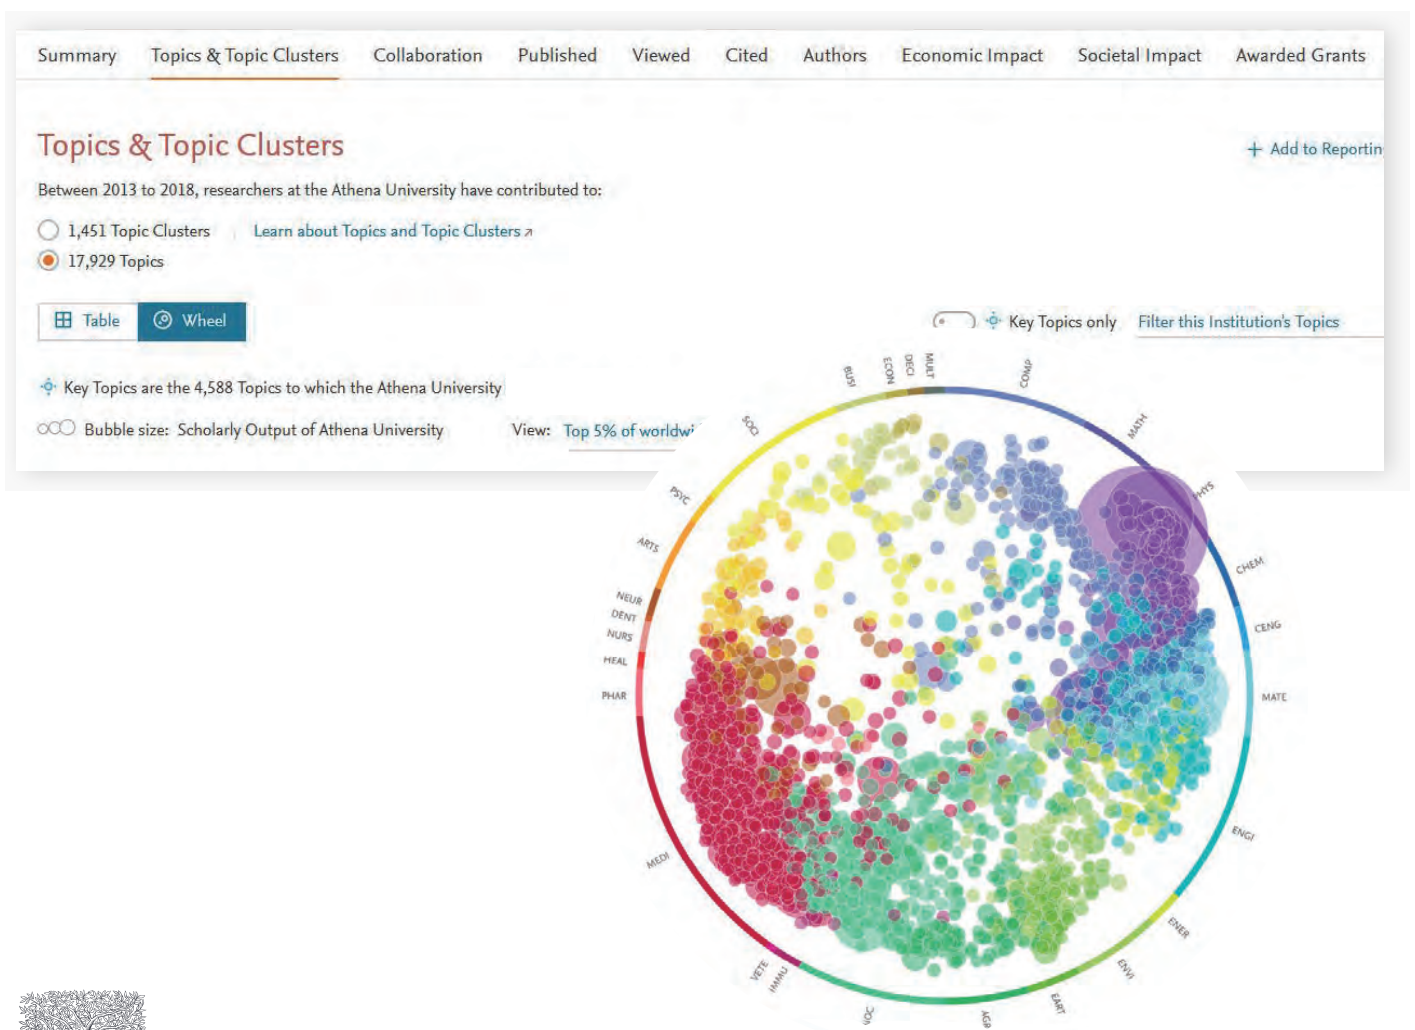 Summary Topics & Topic Clusters Collaboration Published Viewed Cited Authors Economic Impact Societal Impact Awarded Grants
Topics & Topic Clusters
+ Add to Reportin
Between 2013 to 2018, researchers at the Athena University have contributed to:
1,451 Topic Clusters Learn about Topics and Topic Clusters
17,929 Topics
Table Wheel
Key Topics only Filter this Institution's Topics
Key Topics are the 4,588 Topics to which the Athena University
Bubble size: Scholarly Output of Athena University View: Top 5% of worldwi
MULT
COMP
MATH
PHYS
CHEM
CENG
MATE
ENGI
ENER
ENVI
EART
AGR
IMMU
VETE
MEDI
PHAR
HEAL
NURS
DENT
NEUR
ARTS
PSYC
SOCI
BUSI
ECON
DECI